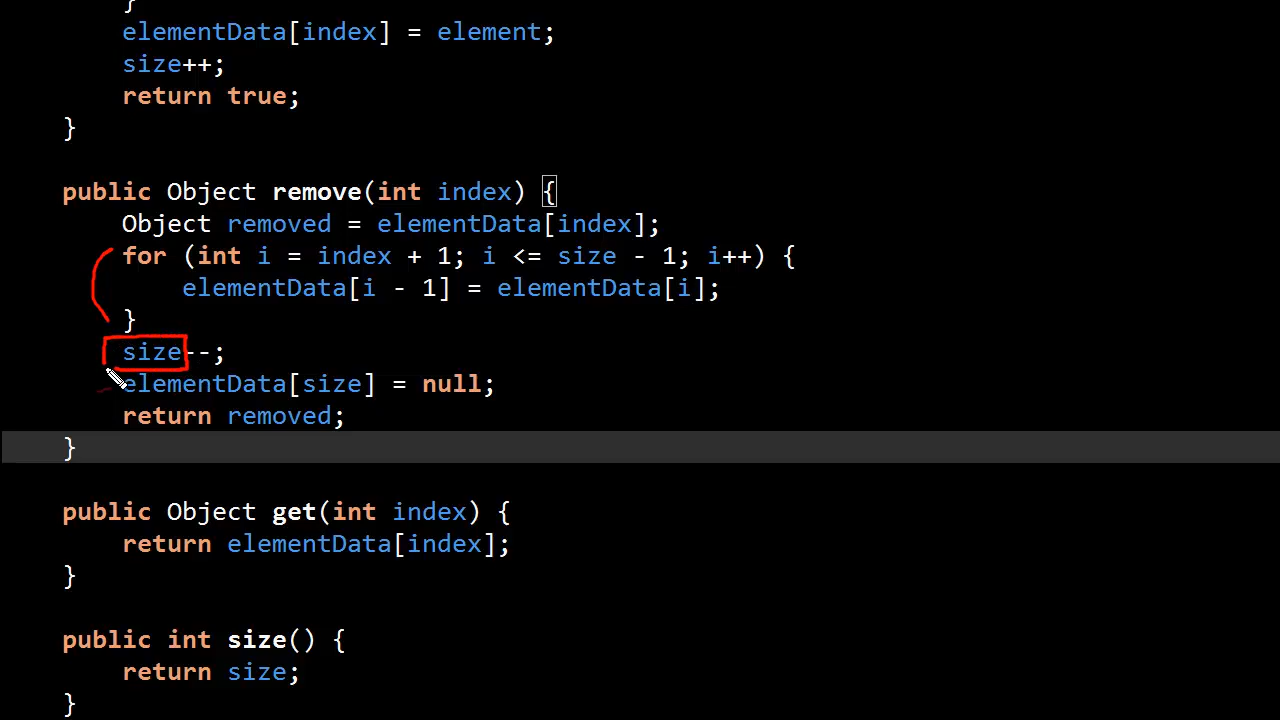 }
elementData[index] = element;
size++;
return true;
}
public Object remove(int index) {
Object removed = elementData[index];
for (int i = index + 1; i <= size - 1; i++) {
elementData[i - 1] = elementData[i];
}
size--;
elementData[size] = null;
return removed;
}
public Object get(int index) {
return elementData[index];
}
public int size() {
return size;
}